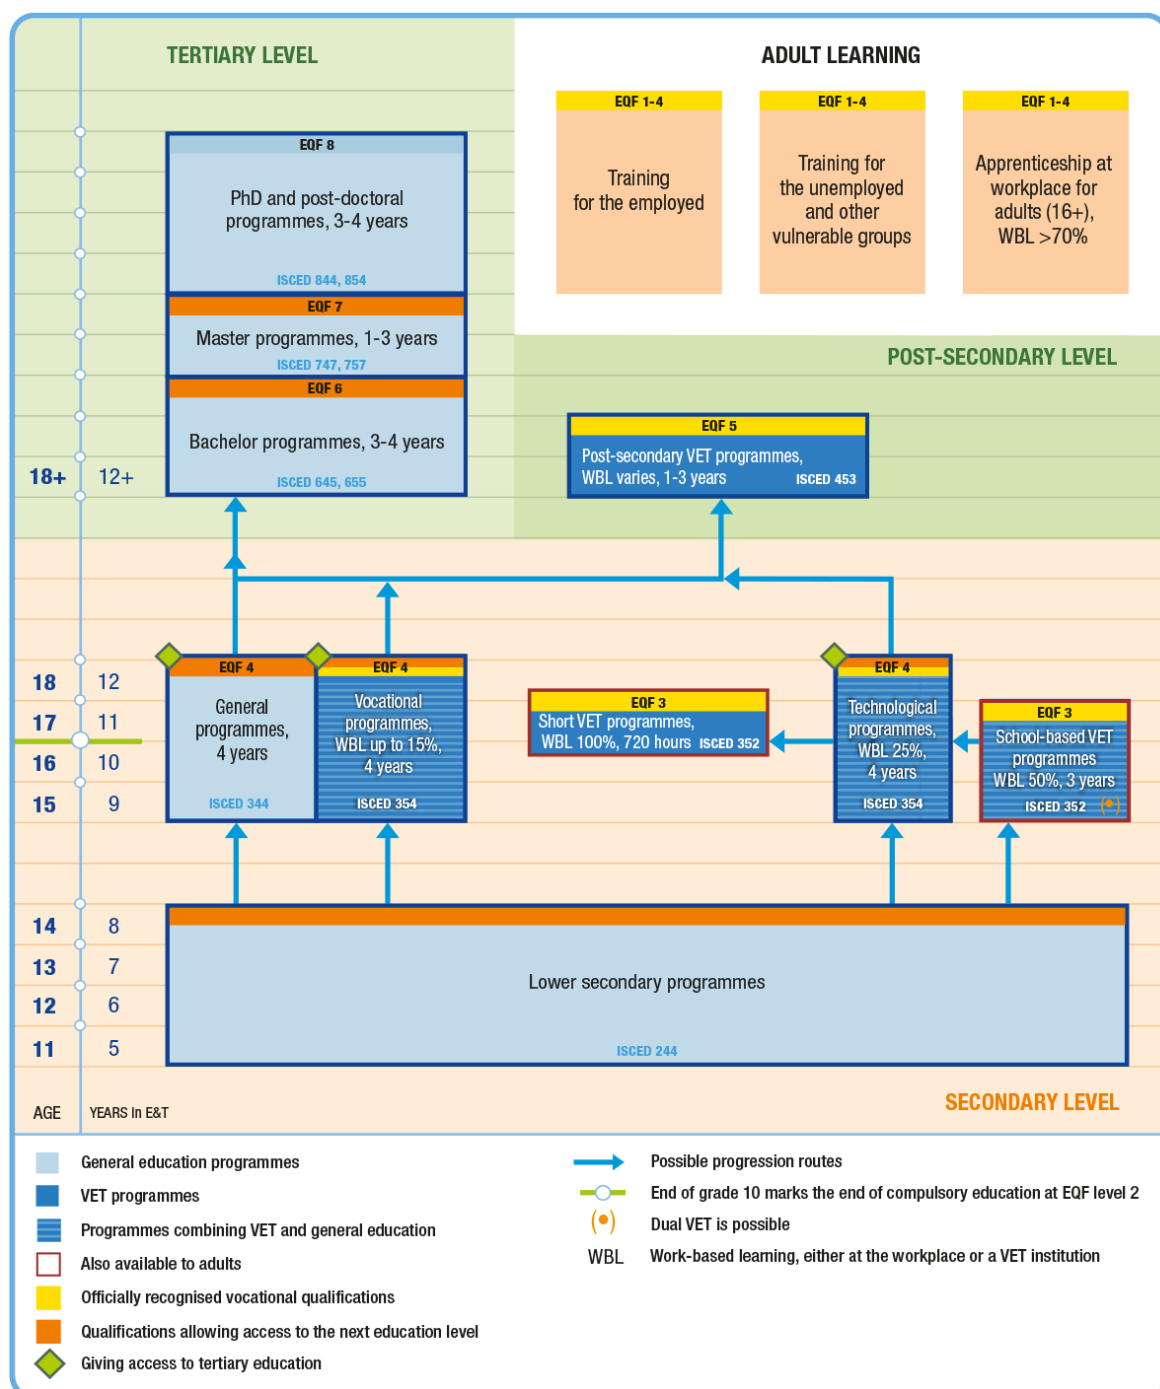 TERTIARY LEVEL
ADULT LEARNING
EQF 1-4
Training
for the employed
EQF 1-4
Training for
the unemployed
and other
vulnerable groups
EQF 1-4
Apprenticeship at
workplace for
adults (16+),
WBL >70%
EQF 8
PhD and post-doctoral
programmes, 3-4 years
ISCED 844, 854
EQF 7
Master programmes, 1-3 years
ISCED 747, 757
EQF 6
Bachelor programmes, 3-4 years
ISCED 645, 655
POST-SECONDARY LEVEL
EQF 5
Post-secondary VET programmes,
WBL varies, 1-3 years ISCED 453
18+ 12+
EQF 4
General
programmes,
4 years
ISCED 344
EQF 4
Vocational
programmes,
WBL up to 15%,
4 years
ISCED 354
EQF 3
Short VET programmes,
WBL 100%, 720 hours ISCED 352
EQF 4
Technological
programmes,
WBL 25%,
4 years
ISCED 354
EQF 3
School-based VET
programmes
WBL 50%, 3 years
ISCED 352
18 12
17 11
16 10
15 9
14 8
13 7
12 6
11 5
Lower secondary programmes
ISCED 244
AGE YEARS in E&T
SECONDARY LEVEL
General education programmes
VET programmes
Programmes combining VET and general education
Also available to adults
Officially recognised vocational qualifications
Qualifications allowing access to the next education level
Giving access to tertiary education
Possible progression routes
End of grade 10 marks the end of compulsory education at EQF level 2
Dual VET is possible
WBL Work-based learning, either at the workplace or a VET institution